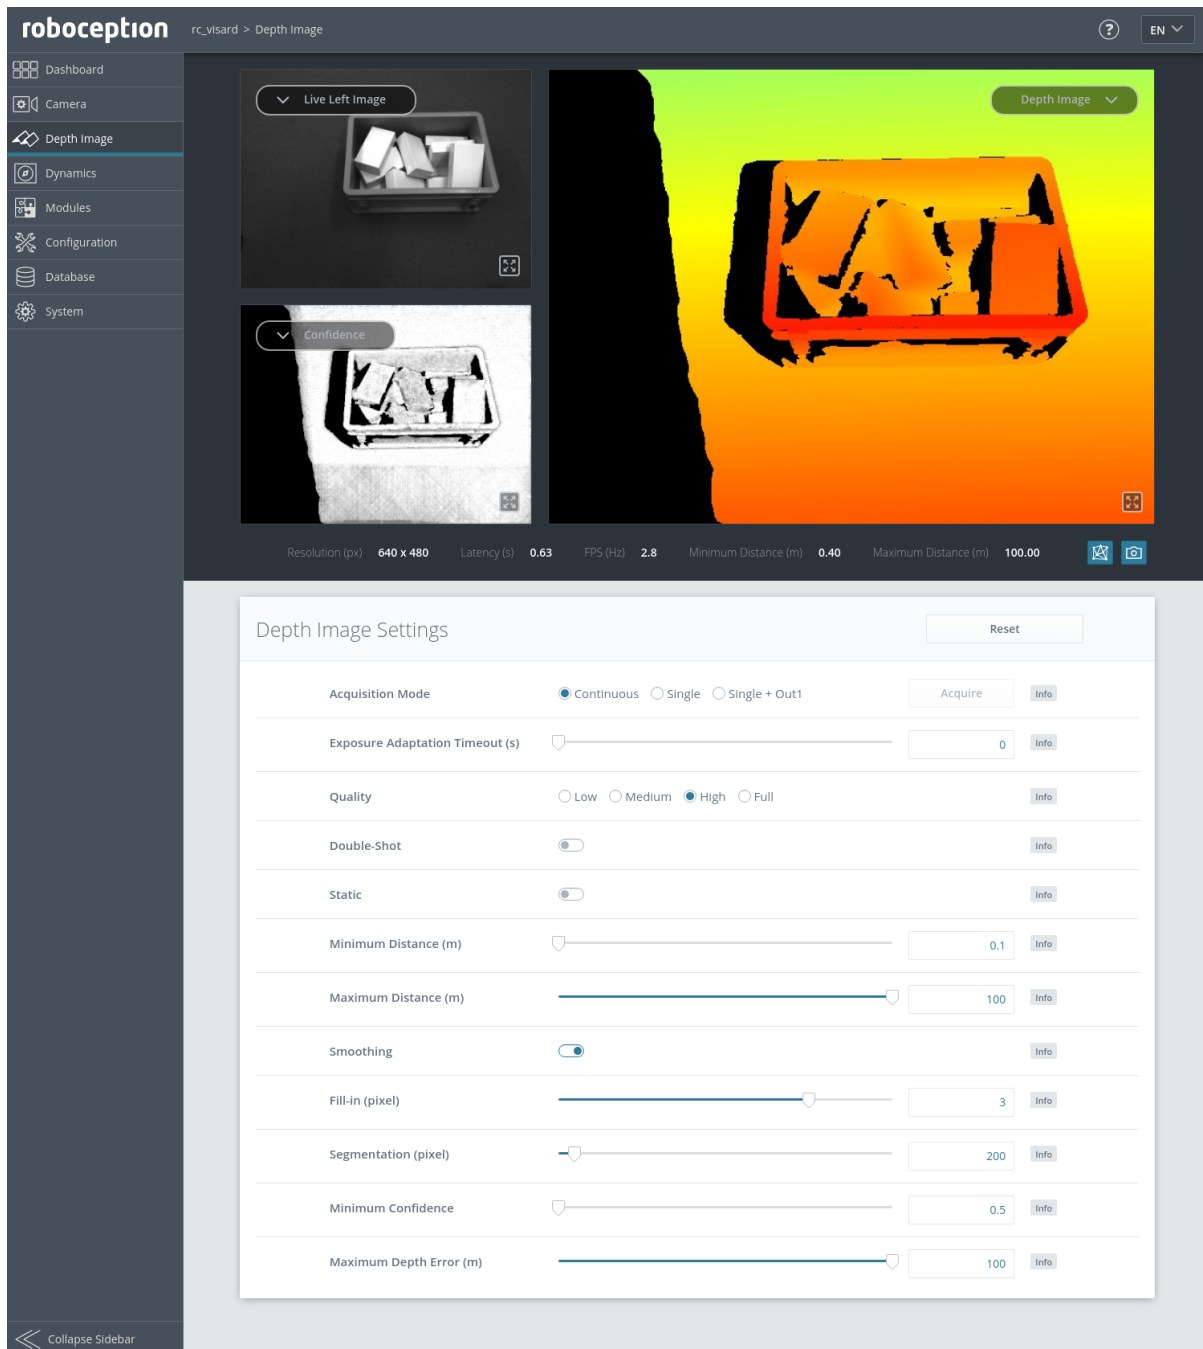 roboception
rc_visard > Depth Image
?
EN
Dashboard
Camera
Depth Image
Dynamics
Modules
Configuration
Database
System
Live Left Image
Confidence
Depth Image
Resolution (px) 640 x 480 Latency (s) 0.63 FPS (Hz) 2.8 Minimum Distance (m) 0.40 Maximum Distance (m) 100.00
Depth Image Settings
Reset
Acquisition Mode Continuous Single Single + Out1 Acquire Info
Exposure Adaptation Timeout (s) 0 Info
Quality Low Medium High Full Info
Double-Shot Info
Static Info
Minimum Distance (m) 0.1 Info
Maximum Distance (m) 100 Info
Smoothing Info
Fill-in (pixel) 3 Info
Segmentation (pixel) 200 Info
Minimum Confidence 0.5 Info
Maximum Depth Error (m) 100 Info
Collapse Sidebar